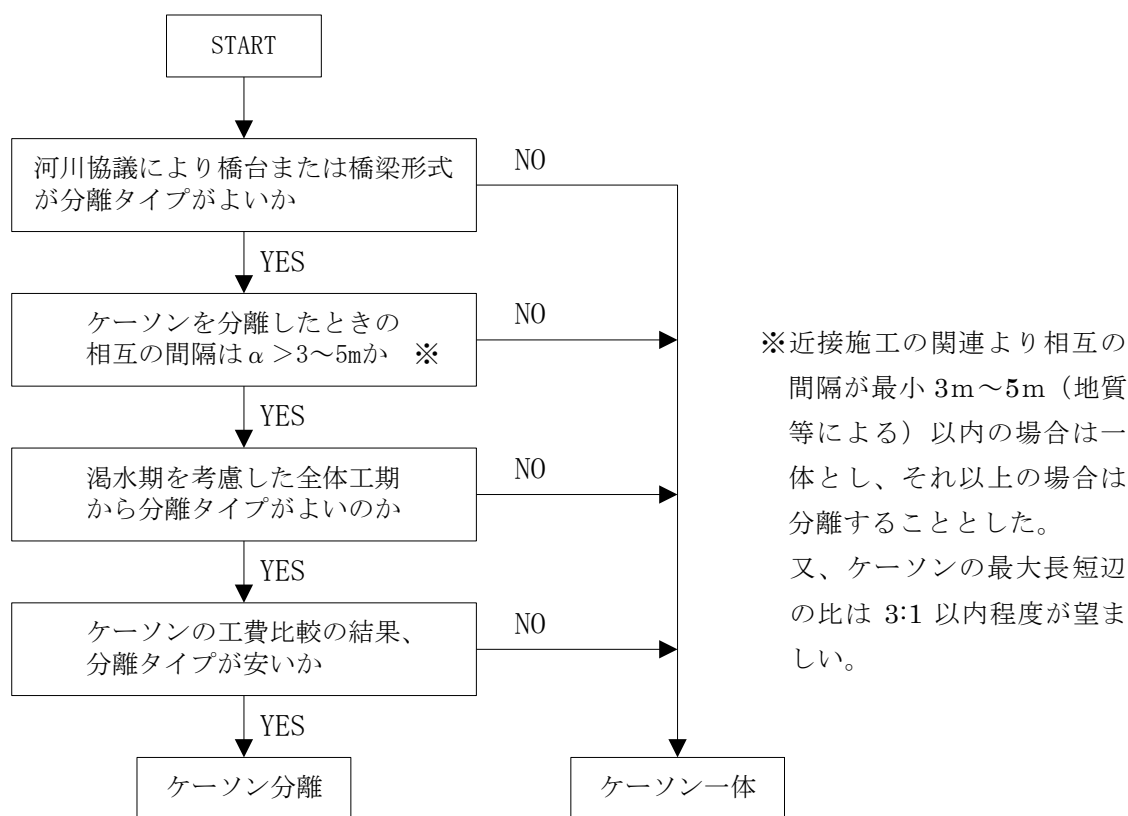 START
河川協議により橋台または橋梁形式
が分離タイプがよいか
NO
YES
ケーソンを分離したときの
相互の間隔はα>3～5mか ※
NO
YES
渇水期を考慮した全体工期
から分離タイプがよいのか
NO
YES
ケーソンの工費比較の結果、
分離タイプが安いか
NO
YES
ケーソン分離
ケーソン一体
※近接施工の関連より相互の
間隔が最小 3m～5m（地質
等による）以内の場合は一
体とし、それ以上の場合は
分離することとした。
又、ケーソンの最大長短辺
の比は 3:1 以内程度が望ま
しい。